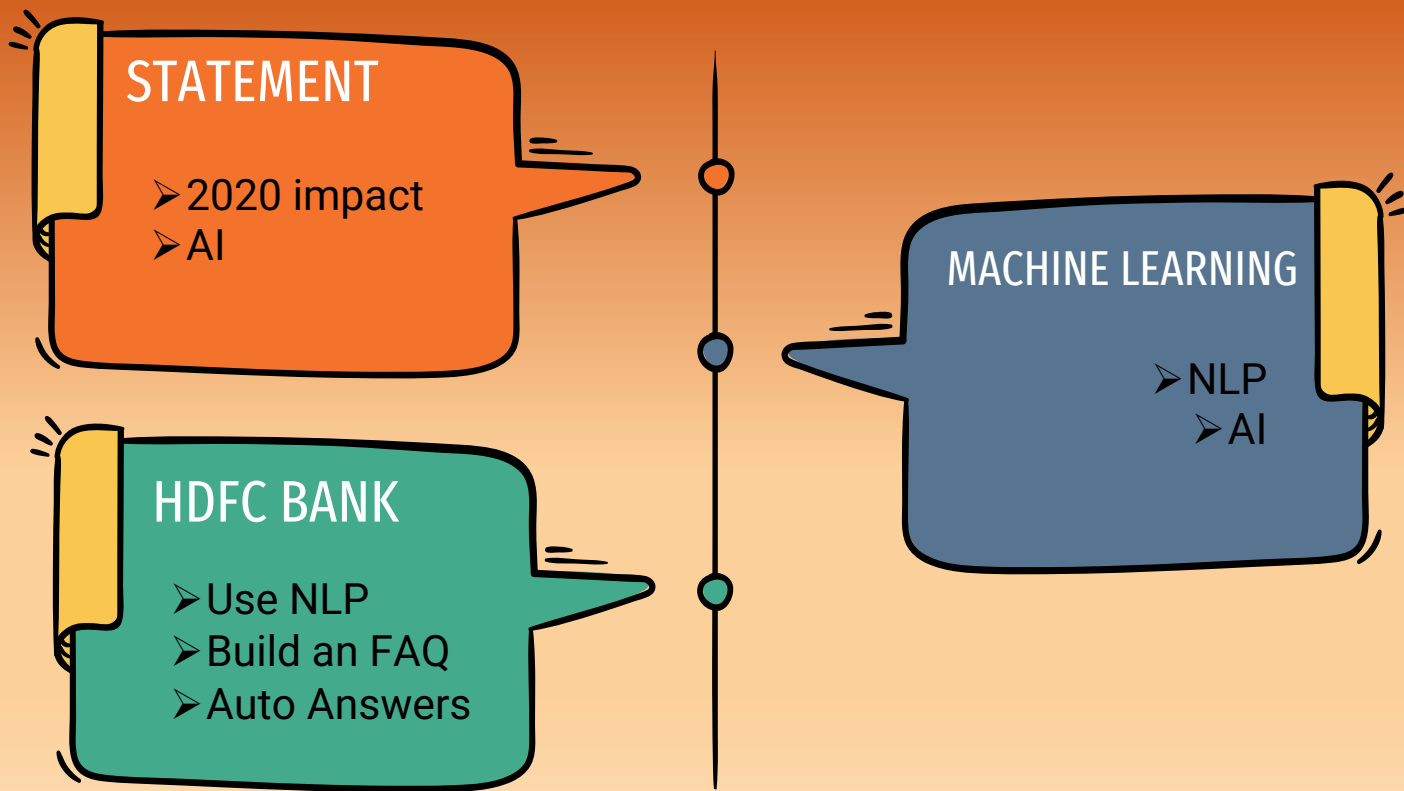 STATEMENT
➢2020 impact
➢AI
MACHINE LEARNING
➢NLP
➢AI
HDFC BANK
➢Use NLP
➢Build an FAQ
➢Auto Answers